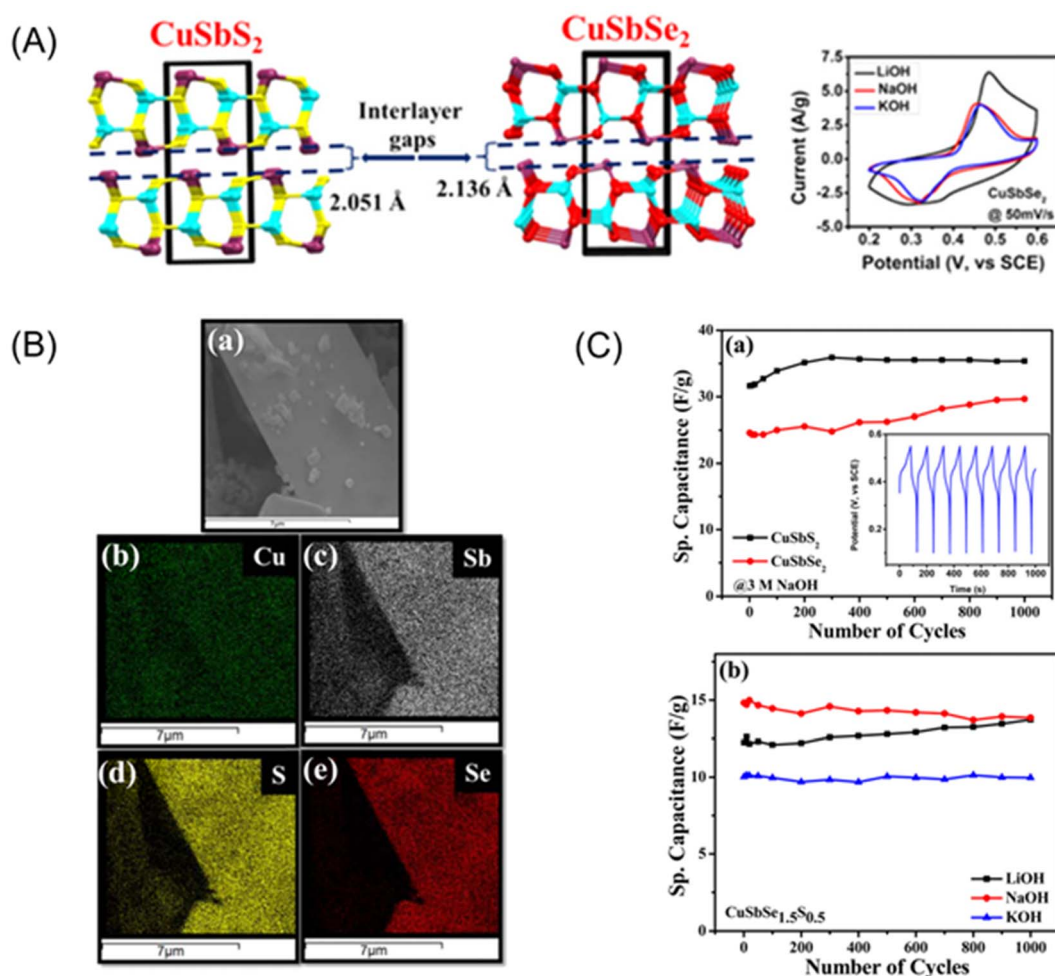 (A)
CuSbS2
CuSbSe2
Interlayer
gaps
2.051 Å
2.136 Å
Current (A/g)
7.5
5.0
2.5
0.0
-2.5
-5.0
LiOH
NaOH
KOH
CuSbSe2
@ 50mV/s
0.2 0.3 0.4 0.5 0.6
Potential (V, vs SCE)
(B)
(a)
7μm
(b) Cu
7μm
(c) Sb
7μm
(d) S
7μm
(e) Se
7μm
(C)
(a)
Sp. Capacitance (F/g)
40
30
20
10
0
CuSbS2
CuSbSe2
@3 M NaOH
Potential (V, vs SCE)
0.6
0.4
0.2
0 200 400 600 800 1000
Time (s)
0 200 400 600 800 1000
Number of Cycles
(b)
Sp. Capacitance (F/g)
15
10
5
0
CuSbSe1.5S0.5
LiOH
NaOH
KOH
0 200 400 600 800 1000
Number of Cycles